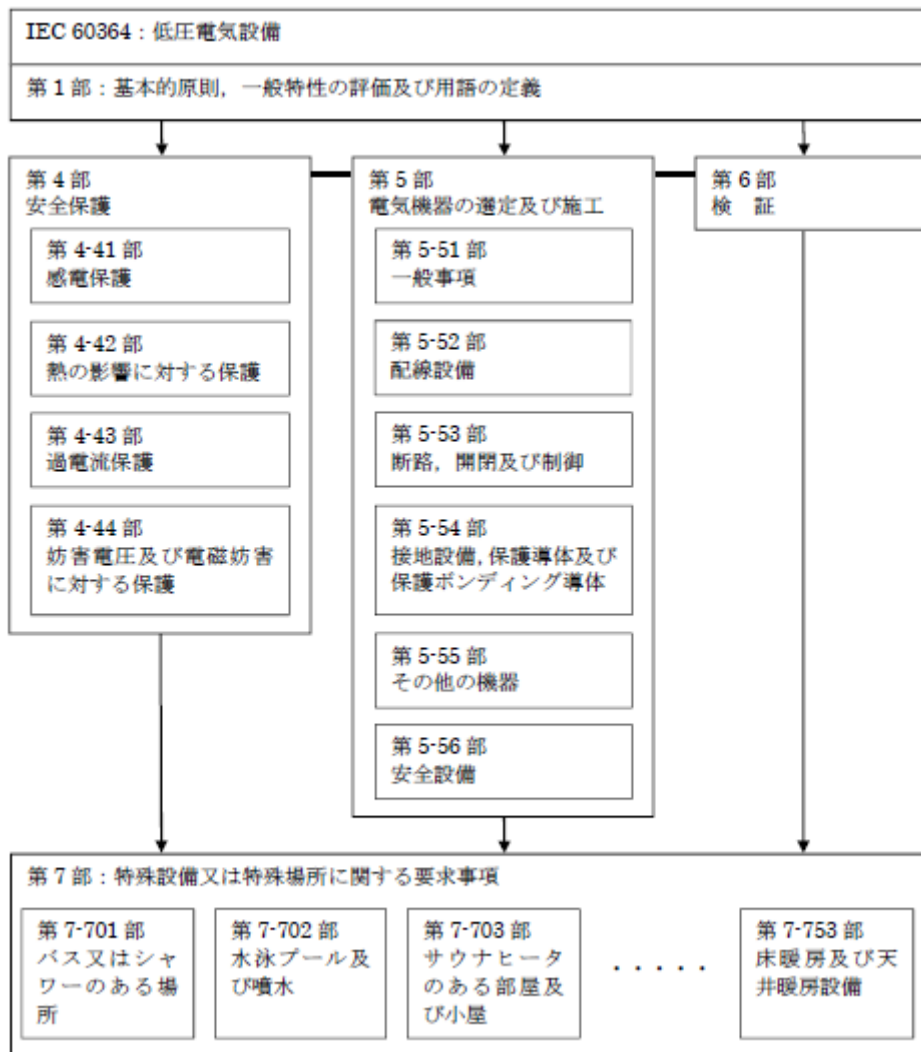 IEC 60364：低圧電気設備
第1部：基本的原則，一般特性の評価及び用語の定義
第4部
安全保護
第4-41部
感電保護
第4-42部
熱の影響に対する保護
第4-43部
過電流保護
第4-44部
妨害電圧及び電磁妨害
に対する保護
第5部
電気機器の選定及び施工
第5-51部
一般事項
第5-52部
配線設備
第5-53部
断路，開閉及び制御
第5-54部
接地設備，保護導体及び
保護ボンディング導体
第5-55部
その他の機器
第5-56部
安全設備
第6部
検　証
第7部：特殊設備又は特殊場所に関する要求事項
第7-701部
バス又はシャ
ワーのある場
所
第7-702部
水泳プール及
び噴水
第7-703部
サウナヒータ
のある部屋及
び小屋
・・・・・
第7-753部
床暖房及び天
井暖房設備